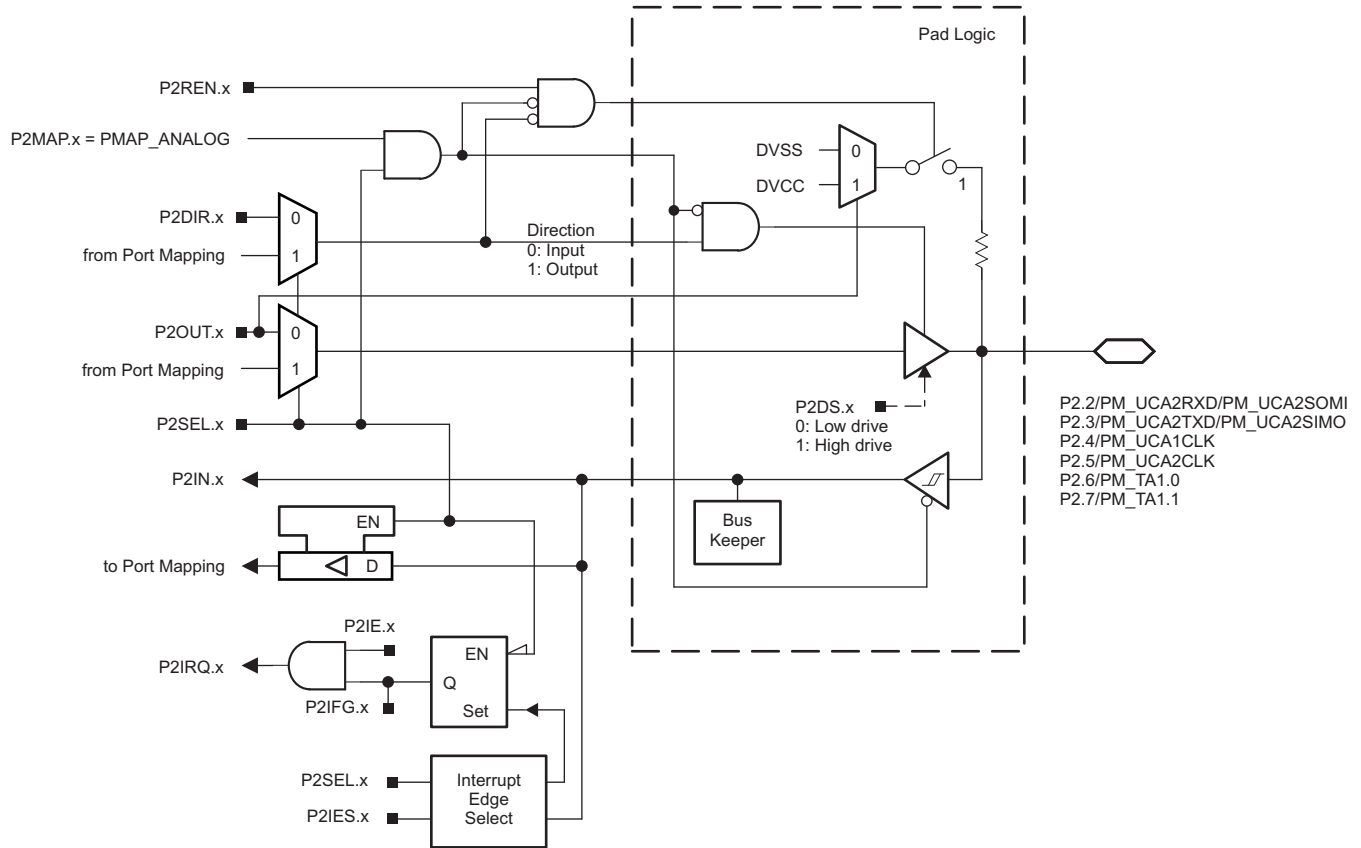 Pad Logic
P2REN.x
P2MAP.x = PMAP_ANALOG
DVSS
0
DVCC
1
1
P2DIR.x
0
from Port Mapping
1
Direction
0: Input
1: Output
P2OUT.x
0
from Port Mapping
1
P2DS.x
0: Low drive
1: High drive
P2SEL.x
P2.2/PM_UCA2RXD/PM_UCA2SOMI
P2.3/PM_UCA2TXD/PM_UCA2SIMO
P2.4/PM_UCA1CLK
P2.5/PM_UCA2CLK
P2.6/PM_TA1.0
P2.7/PM_TA1.1
P2IN.x
Bus
Keeper
EN
to Port Mapping
D
P2IE.x
P2IRQ.x
EN
Q
P2IFG.x
Set
P2SEL.x
P2IES.x
Interrupt
Edge
Select